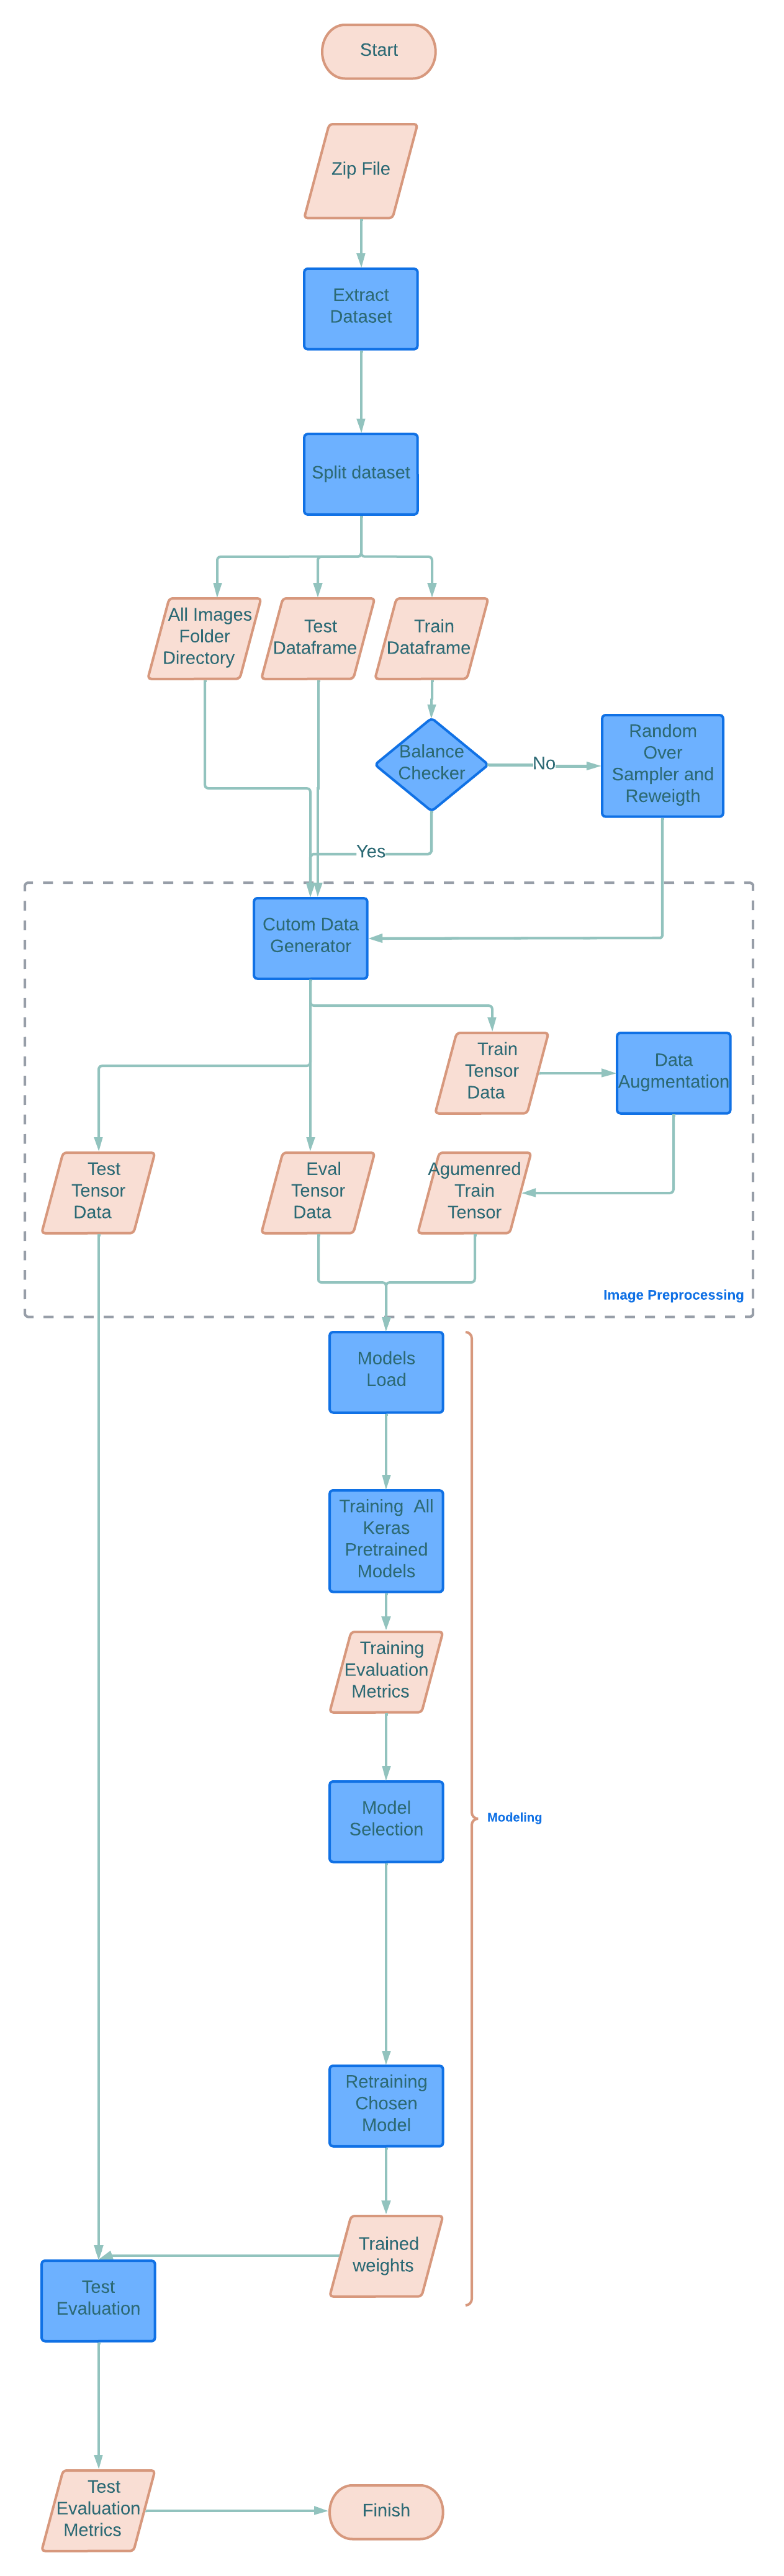 Start
Zip File
Extract
Dataset
Split dataset
All Images
Folder
Directory
Test
Dataframe
Train
Dataframe
Balance
Checker
No
Random
Over
Sampler and
Reweigth
Yes
Cutom Data
Generator
Train
Tensor
Data
Data
Augmentation
Test
Tensor
Data
Eval
Tensor
Data
Agumenred
Train
Tensor
Image Preprocessing
Models
Load
Training  All
Keras
Pretrained
Models
Training
Evaluation
Metrics
Model
Selection
Modeling
Retraining
Chosen
Model
Trained
weights
Test
Evaluation
Test
Evaluation
Metrics
Finish